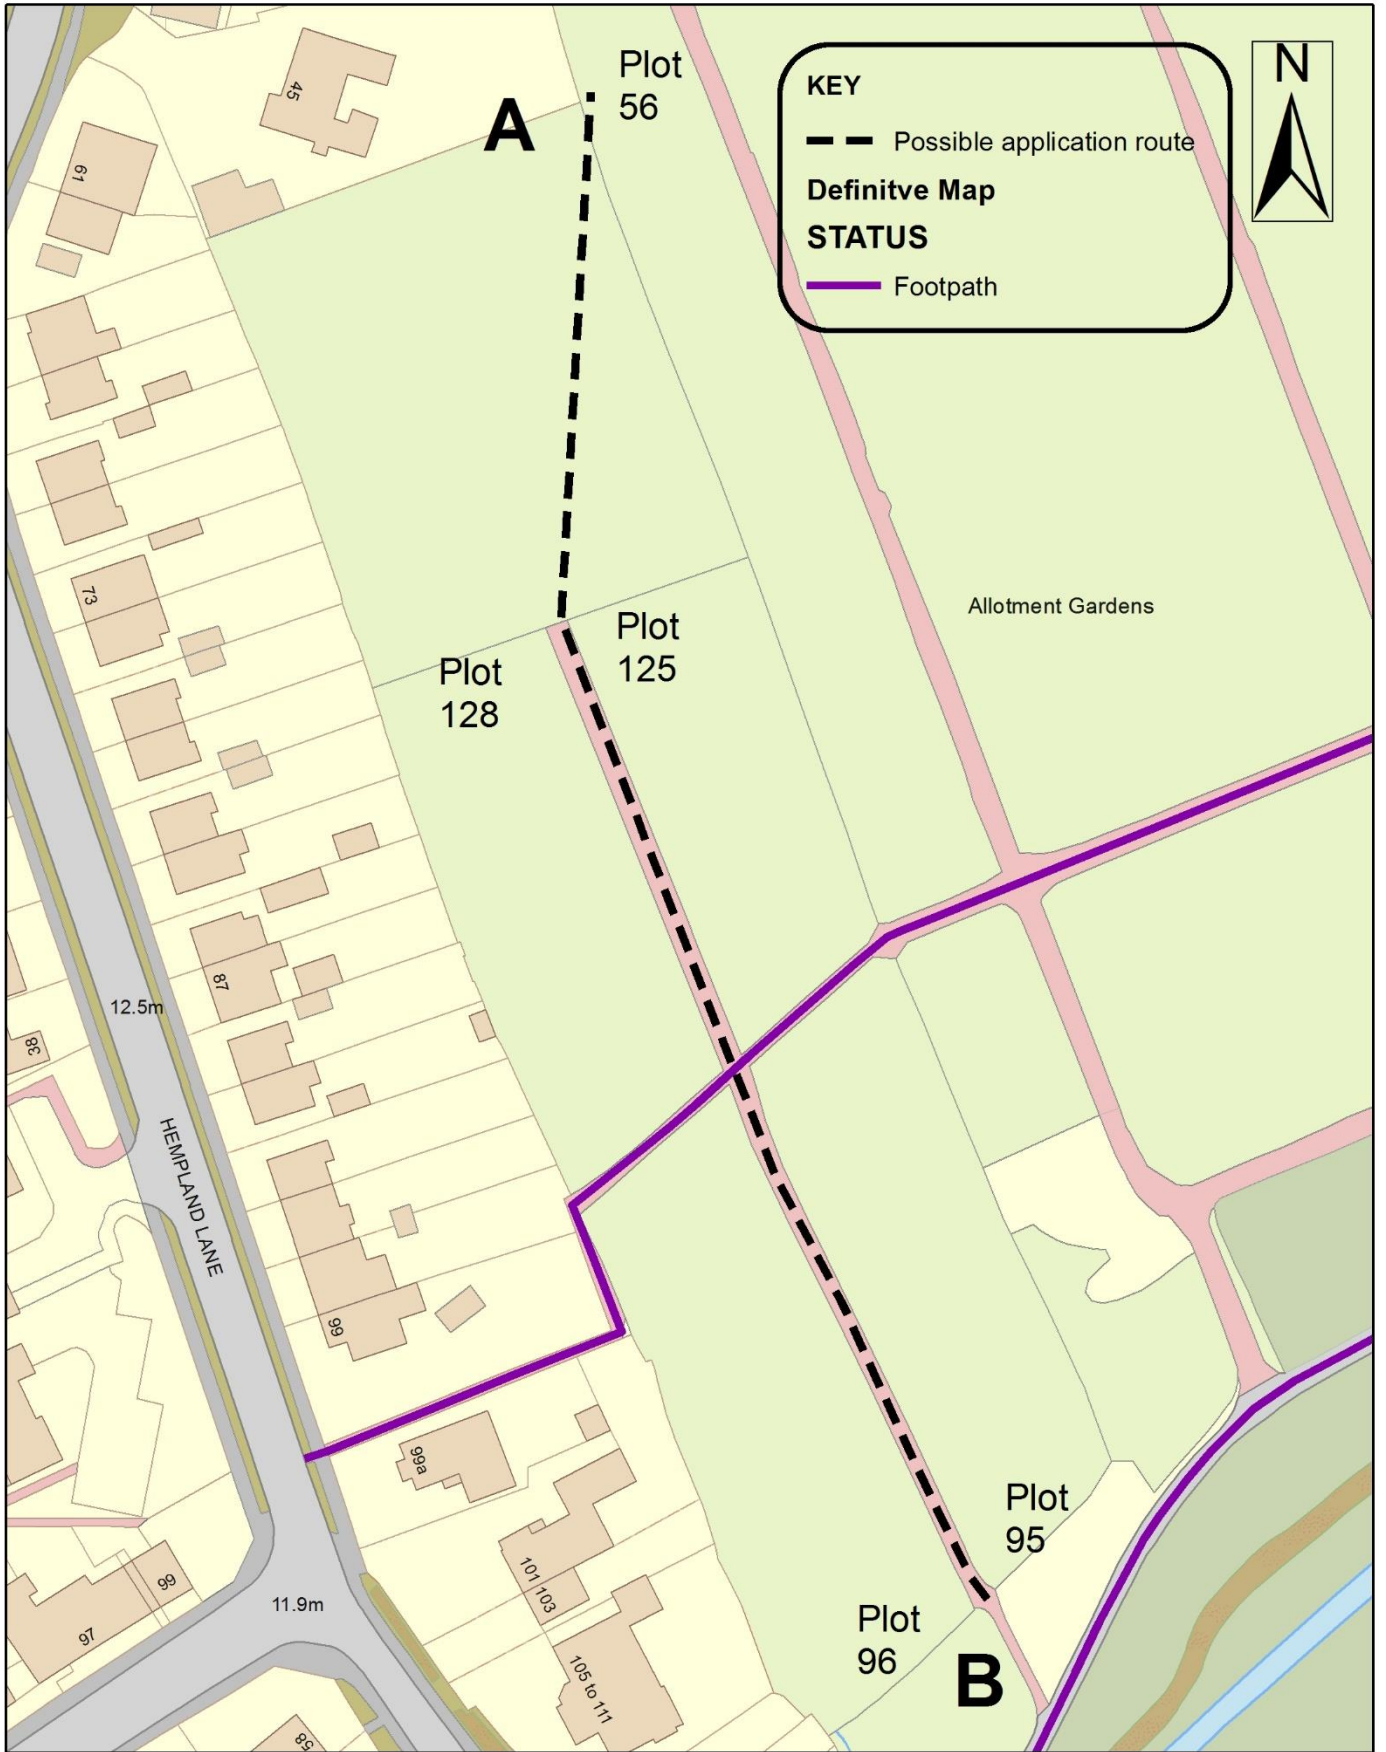 Plot
56
KEY
Possible application route
Definitve Map
STATUS
Footpath
N
A
45
61
Allotment Gardens
73
Plot
125
Plot
128
87
12.5m
38
HEMPLAND LANE
99
99a
Plot
95
101 103
99
97
11.9m
Plot
96
B
105 to 111
58